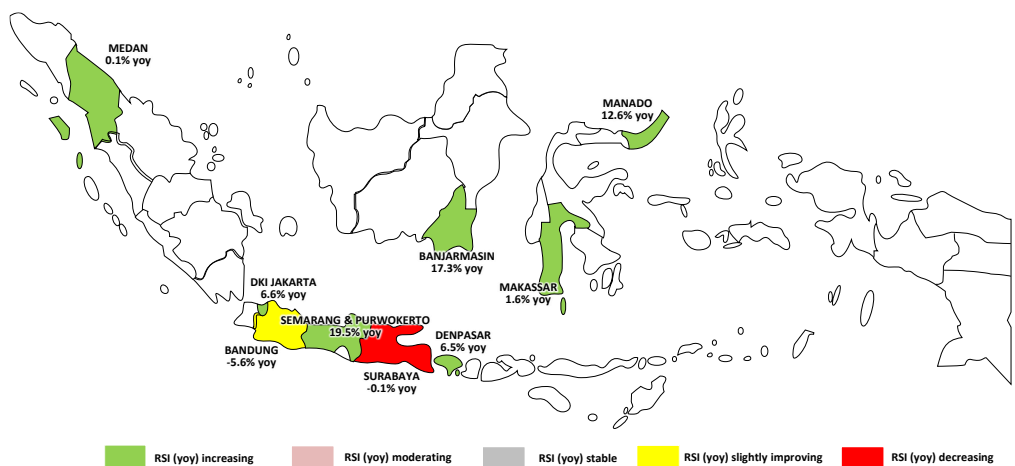 MEDAN
0.1% yoy
MANADO
12.6% yoy
BANJARMASIN
17.3% yoy
MAKASSAR
1.6% yoy
DKI JAKARTA
6.6% yoy
SEMARANG & PURWOKERTO
19.5% yoy
BANDUNG
-5.6% yoy
DENPASAR
6.5% yoy
SURABAYA
-0.1% yoy
RSI (yoy) increasing
RSI (yoy) moderating
RSI (yoy) stable
RSI (yoy) slightly improving
RSI (yoy) decreasing